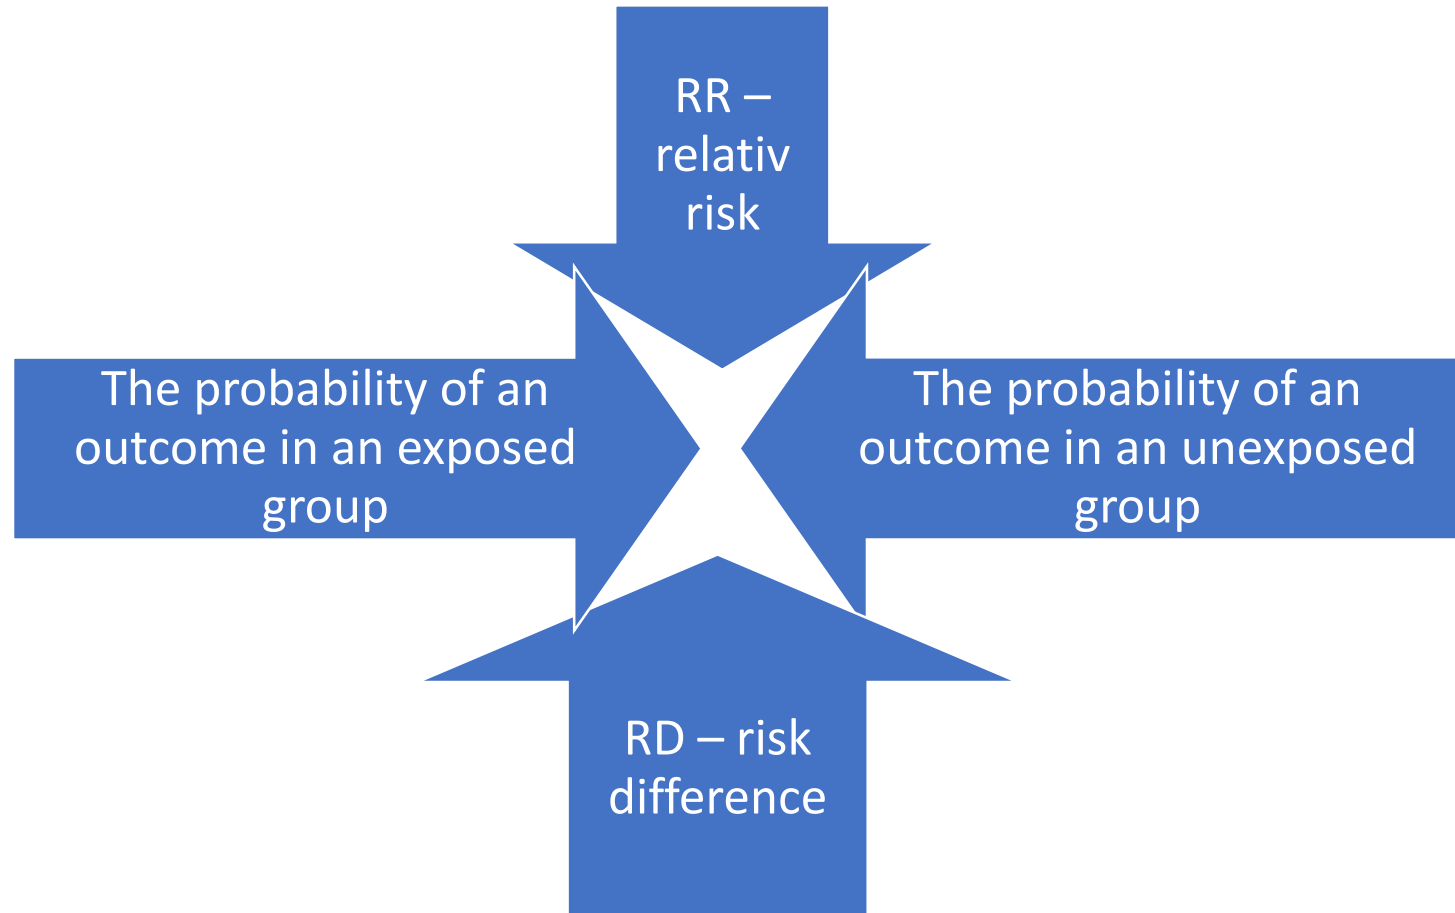 RR –
relativ
risk
The probability of an
outcome in an exposed
group
The probability of an
outcome in an unexposed
group
RD – risk
difference